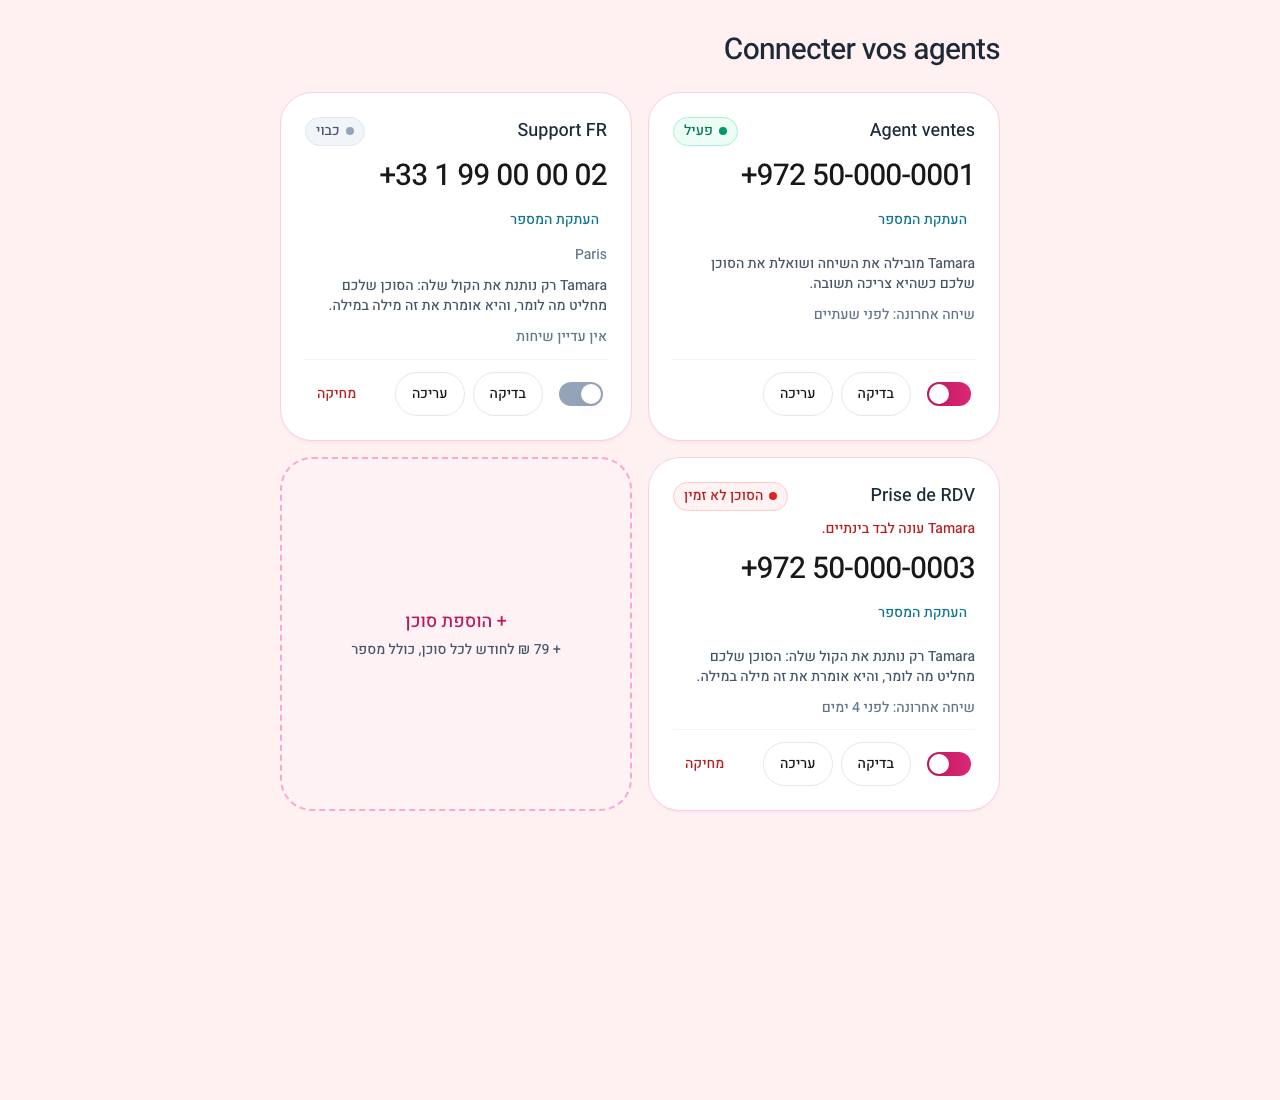 Connecter vos agents
Agent ventes
פעיל
+972 50-000-0001
העתקת המספר
Tamara מובילה את השיחה ושואלת את הסוכן
שלכם כשהיא צריכה תשובה.
שיחה אחרונה: לפני שעתיים
בדיקה
עריכה
Support FR
כבוי
+33 1 99 00 00 02
העתקת המספר
Paris
Tamara רק נותנת את הקול שלה: הסוכן שלכם
מחליט מה לומר, והיא אומרת את זה מילה במילה.
אין עדיין שיחות
בדיקה
עריכה
מחיקה
Prise de RDV
הסוכן לא זמין
Tamara עונה לבד בינתיים.
+972 50-000-0003
העתקת המספר
Tamara רק נותנת את הקול שלה: הסוכן שלכם
מחליט מה לומר, והיא אומרת את זה מילה במילה.
שיחה אחרונה: לפני 4 ימים
בדיקה
עריכה
מחיקה
+ הוספת סוכן
+ 79 ₪ לחודש לכל סוכן, כולל מספר